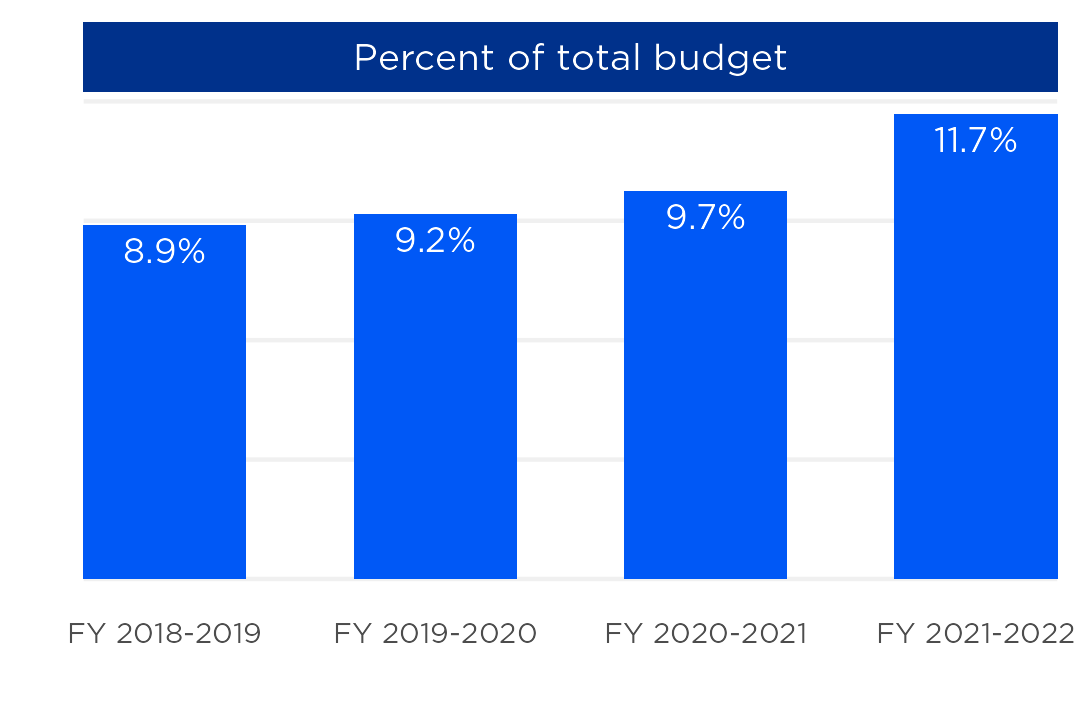 Percent of total budget
8.9%
9.2%
9.7%
11.7%
FY 2018-2019
FY 2019-2020
FY 2020-2021
FY 2021-2022